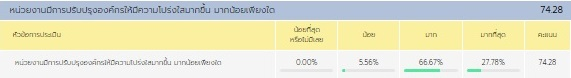 หน่วยงานมีการปรับปรุงองค์กรให้มีความโปร่งใสมากขึ้น มากน้อยเพียงใด 74.28
หัวข้อการประเมิน น้อยที่สุด หรือไม่มีเลย น้อย มาก มากที่สุด คะแนน
หน่วยงานมีการปรับปรุงองค์กรให้มีความโปร่งใสมากขึ้น มากน้อยเพียงใด 0.00% 5.56% 66.67% 27.78% 74.28